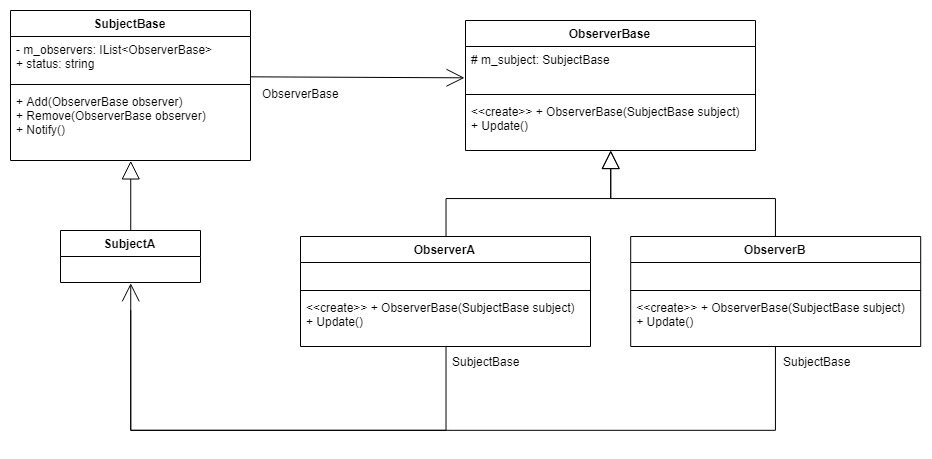 SubjectBase
- m_observers: IList<ObserverBase>
+ status: string
+ Add(ObserverBase observer)
+ Remove(ObserverBase observer)
+ Notify()
ObserverBase
ObserverBase
# m_subject: SubjectBase
<<create>> + ObserverBase(SubjectBase subject)
+ Update()
SubjectA
ObserverA
<<create>> + ObserverBase(SubjectBase subject)
+ Update()
SubjectBase
ObserverB
<<create>> + ObserverBase(SubjectBase subject)
+ Update()
SubjectBase